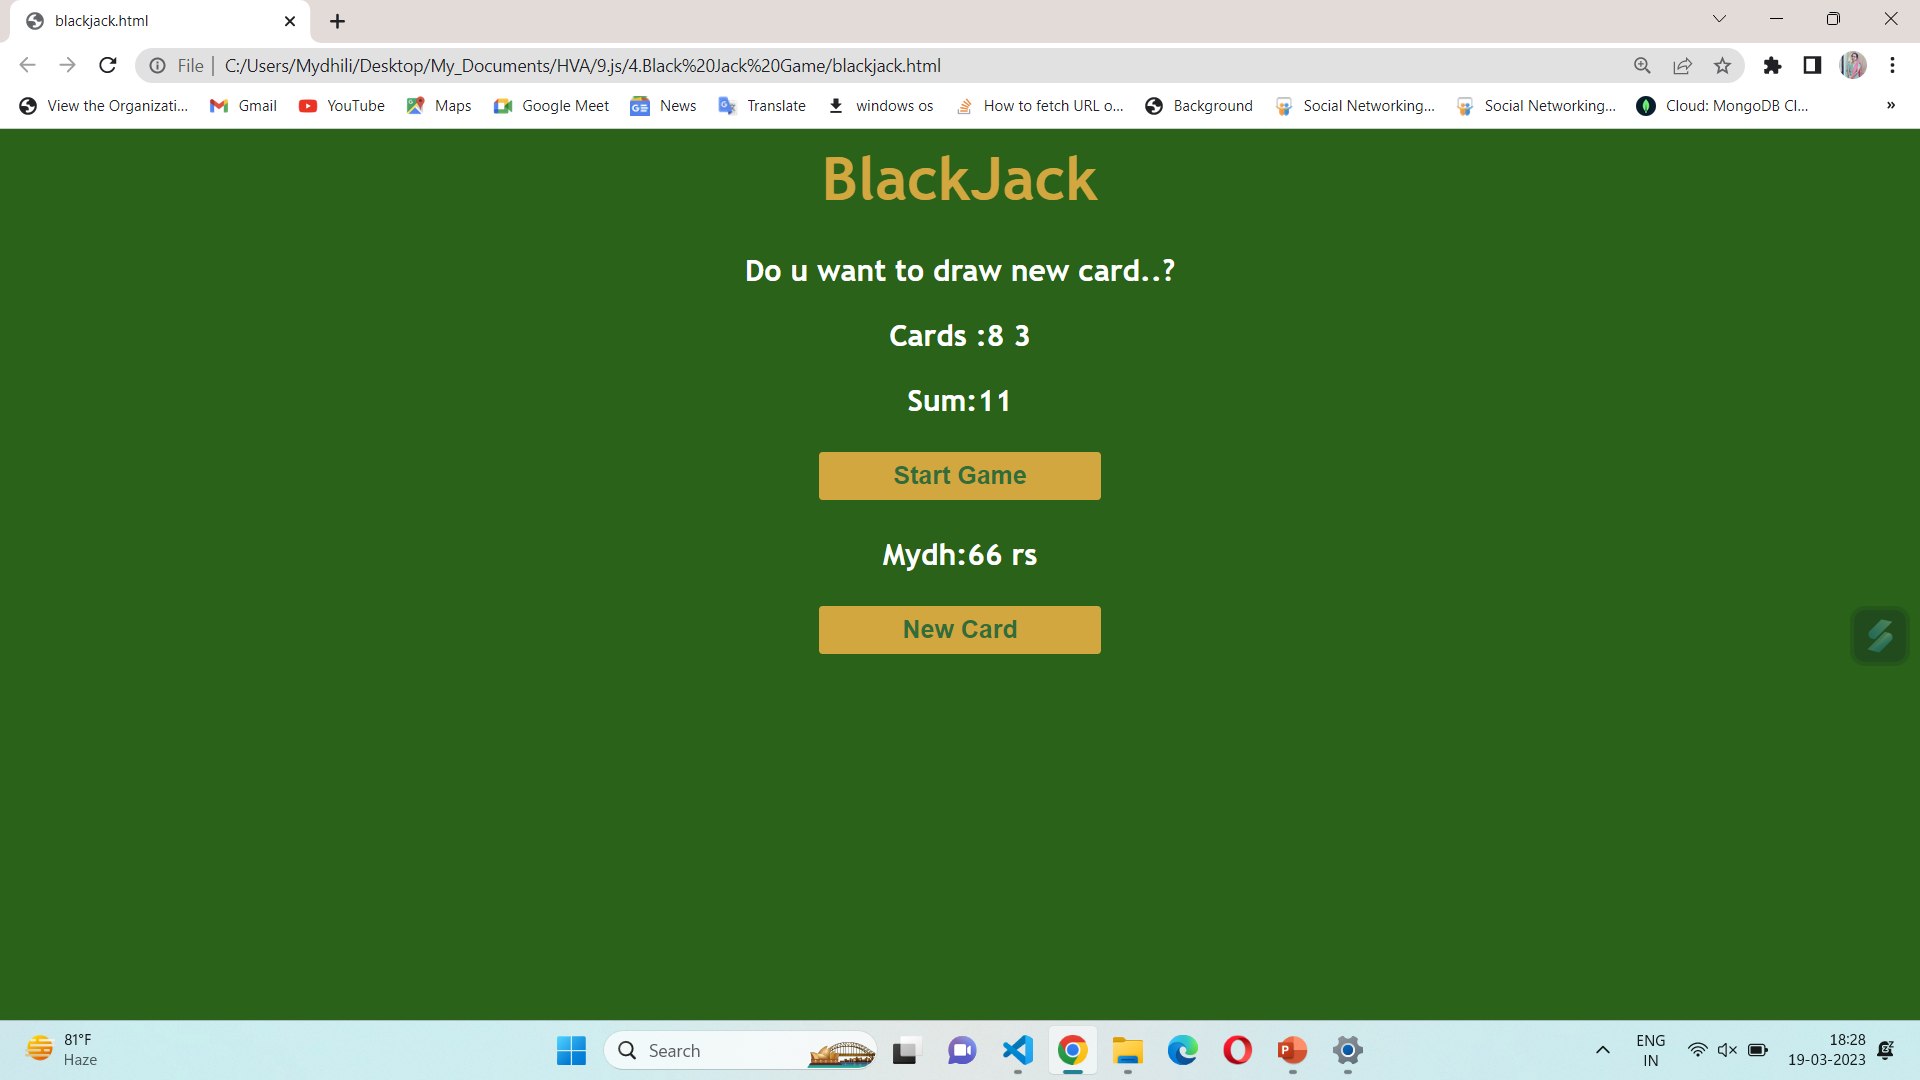 blackjack.html
File | C:/Users/Mydhili/Desktop/My_Documents/HVA/9.js/4.Black%20Jack%20Game/blackjack.html
View the Organizati... Gmail YouTube Maps Google Meet News Translate windows os How to fetch URL o... Background Social Networking... Social Networking... Cloud: MongoDB Cl... »
BlackJack
Do u want to draw new card..?
Cards :8 3
Sum:11
Start Game
Mydh:66 rs
New Card
81°F
Haze
Search
ENG
IN
18:28
19-03-2023